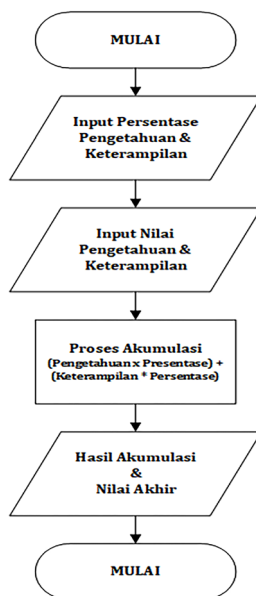 MULAI
Input Persentase
Pengetahuan &
Keterampilan
Input Nilai
Pengetahuan &
Keterampilan
Proses Akumulasi
(Pengetahuan x Presentase) +
(Keterampilan * Persentase)
Hasil Akumulasi
&
Nilai Akhir
MULAI